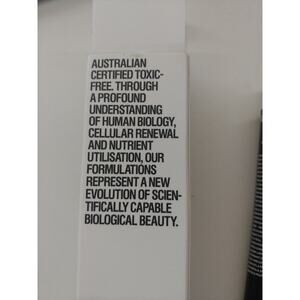 AUSTRALIAN
CERTIFIED TOXIC-
FREE. THROUGH
A PROFOUND
UNDERSTANDING
OF HUMAN BIOLOGY,
CELLULAR RENEWAL
AND NUTRIENT
UTILISATION, OUR
FORMULATIONS
REPRESENT A NEW
EVOLUTION OF SCIEN-
TIFICALLY CAPABLE
BIOLOGICAL BEAUTY.